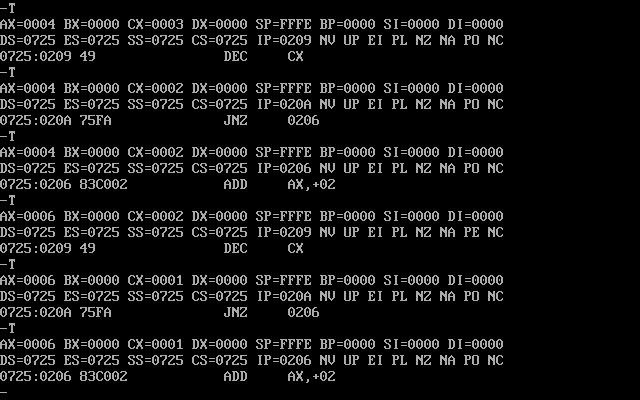 -T
AX=0004 BX=0000 CX=0003 DX=0000 SP=FFFE BP=0000 SI=0000 DI=0000
DS=0725 ES=0725 SS=0725 CS=0725 IP=0209 NV UP EI PL NZ NA PO NC
0725:0209 49 DEC CX
-T
AX=0004 BX=0000 CX=0002 DX=0000 SP=FFFE BP=0000 SI=0000 DI=0000
DS=0725 ES=0725 SS=0725 CS=0725 IP=020A NV UP EI PL NZ NA PO NC
0725:020A 75FA JNZ 0206
-T
AX=0004 BX=0000 CX=0002 DX=0000 SP=FFFE BP=0000 SI=0000 DI=0000
DS=0725 ES=0725 SS=0725 CS=0725 IP=0206 NV UP EI PL NZ NA PO NC
0725:0206 83C002 ADD AX,+02
-T
AX=0006 BX=0000 CX=0002 DX=0000 SP=FFFE BP=0000 SI=0000 DI=0000
DS=0725 ES=0725 SS=0725 CS=0725 IP=0209 NV UP EI PL NZ NA PE NC
0725:0209 49 DEC CX
-T
AX=0006 BX=0000 CX=0001 DX=0000 SP=FFFE BP=0000 SI=0000 DI=0000
DS=0725 ES=0725 SS=0725 CS=0725 IP=020A NV UP EI PL NZ NA PO NC
0725:020A 75FA JNZ 0206
-T
AX=0006 BX=0000 CX=0001 DX=0000 SP=FFFE BP=0000 SI=0000 DI=0000
DS=0725 ES=0725 SS=0725 CS=0725 IP=0206 NV UP EI PL NZ NA PO NC
0725:0206 83C002 ADD AX,+02
-